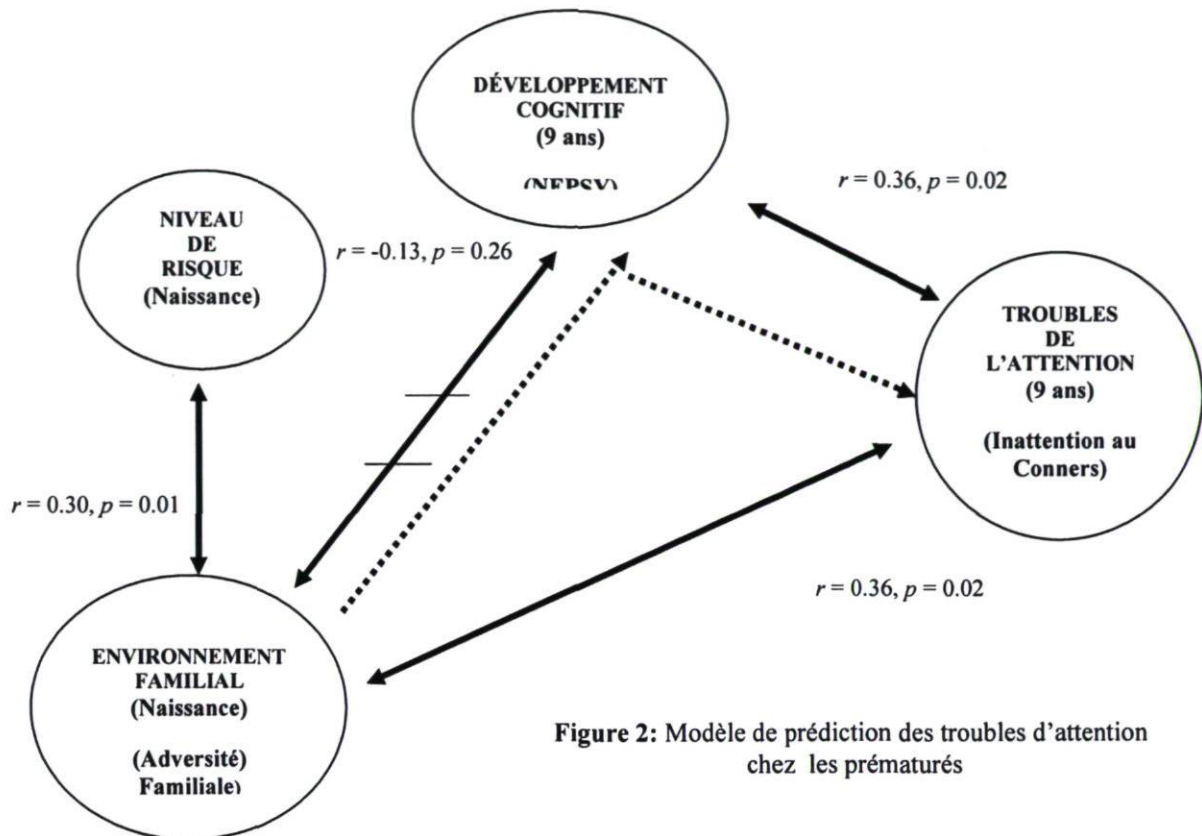 DÉVELOPPEMENT
COGNITIF
(9 ans)
(NEPSY)
r = 0.36, p = 0.02
NIVEAU
DE
RISQUE
(Naissance)
r = -0.13, p = 0.26
TROUBLES
DE
L'ATTENTION
(9 ans)
(Inattention au
Conners)
r = 0.30, p = 0.01
r = 0.36, p = 0.02
ENVIRONNEMENT
FAMILIAL
(Naissance)
(Adversité)
Familiale)
Figure 2: Modèle de prédiction des troubles d'attention
chez les prématurés